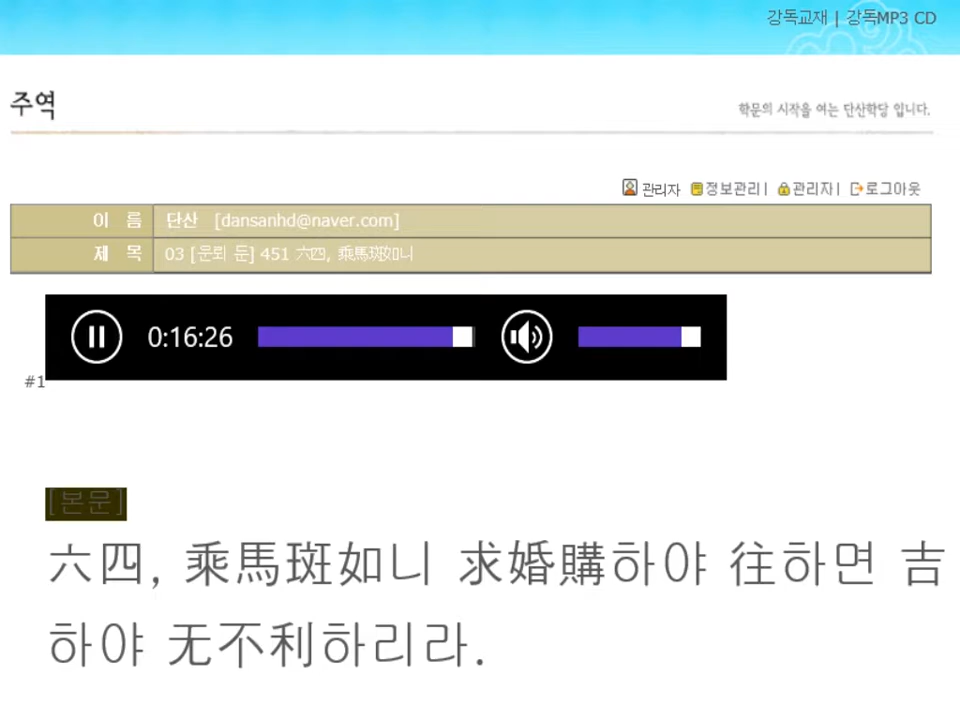 강독교재 | 강독MP3 CD
주역
학문의 시작을 여는 단산학당 입니다.
관리자 정보관리 | 관리자 | 로그아웃
이 름 단산 [dansanhd@naver.com]
제 목 03 [운뢰 둔] 451 六四, 乘馬斑如니
0:16:26
#1
[본문]
六四, 乘馬斑如니 求婚購하야 往하면 吉
하야 无不利하리라.